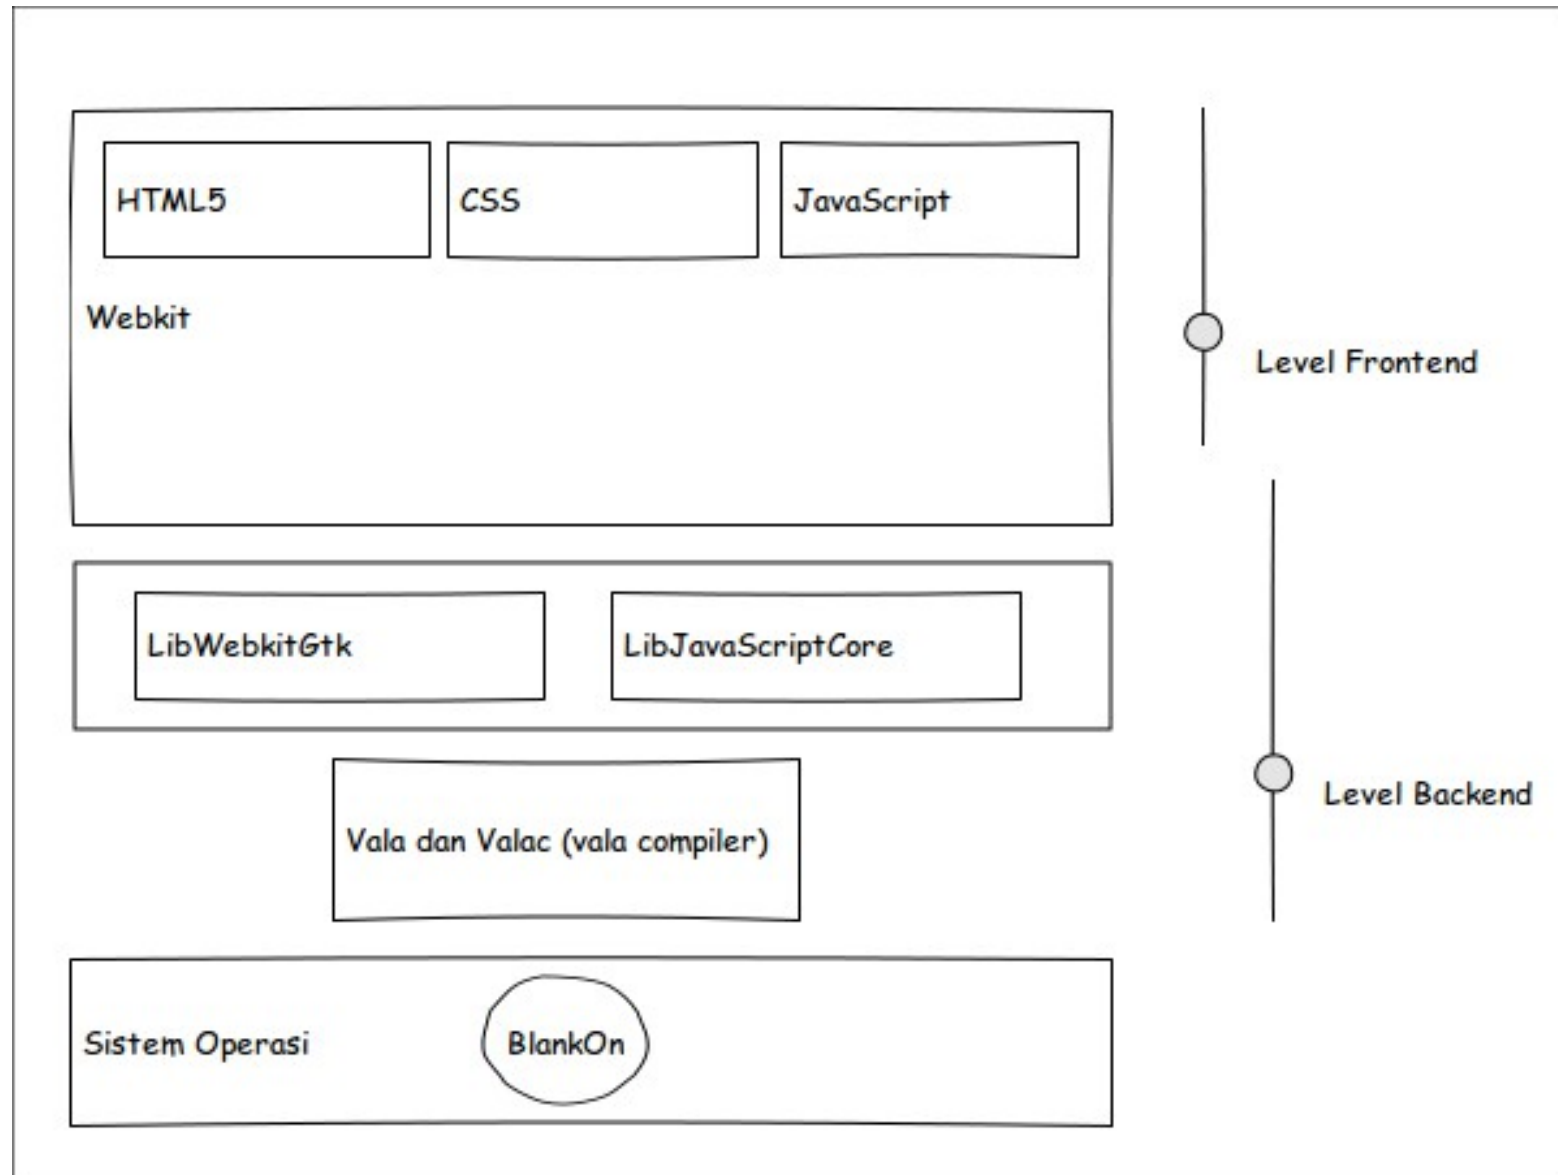 HTML5
CSS
JavaScript
Webkit
Level Frontend
LibWebkitGtk
LibJavaScriptCore
Level Backend
Vala dan Valac (vala compiler)
Sistem Operasi
BlankOn